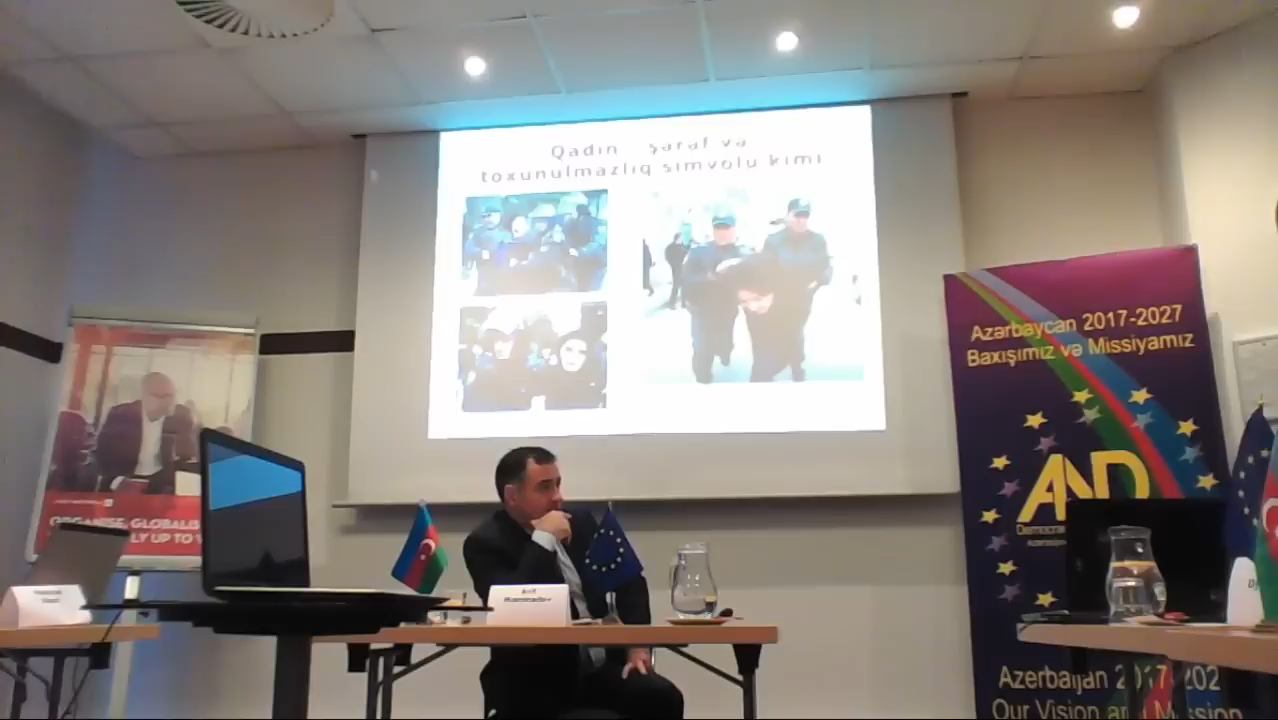 Qadın şərəf və
toxunulmazlıq simvolu kimi
Azərbaycan 2017-2027
Baxışımız və Missiyamız
AND
ORGANISE, GLOBALIS
LY UP TO
Arif
Azerbaijan 2017 202
Our Vision and Mission